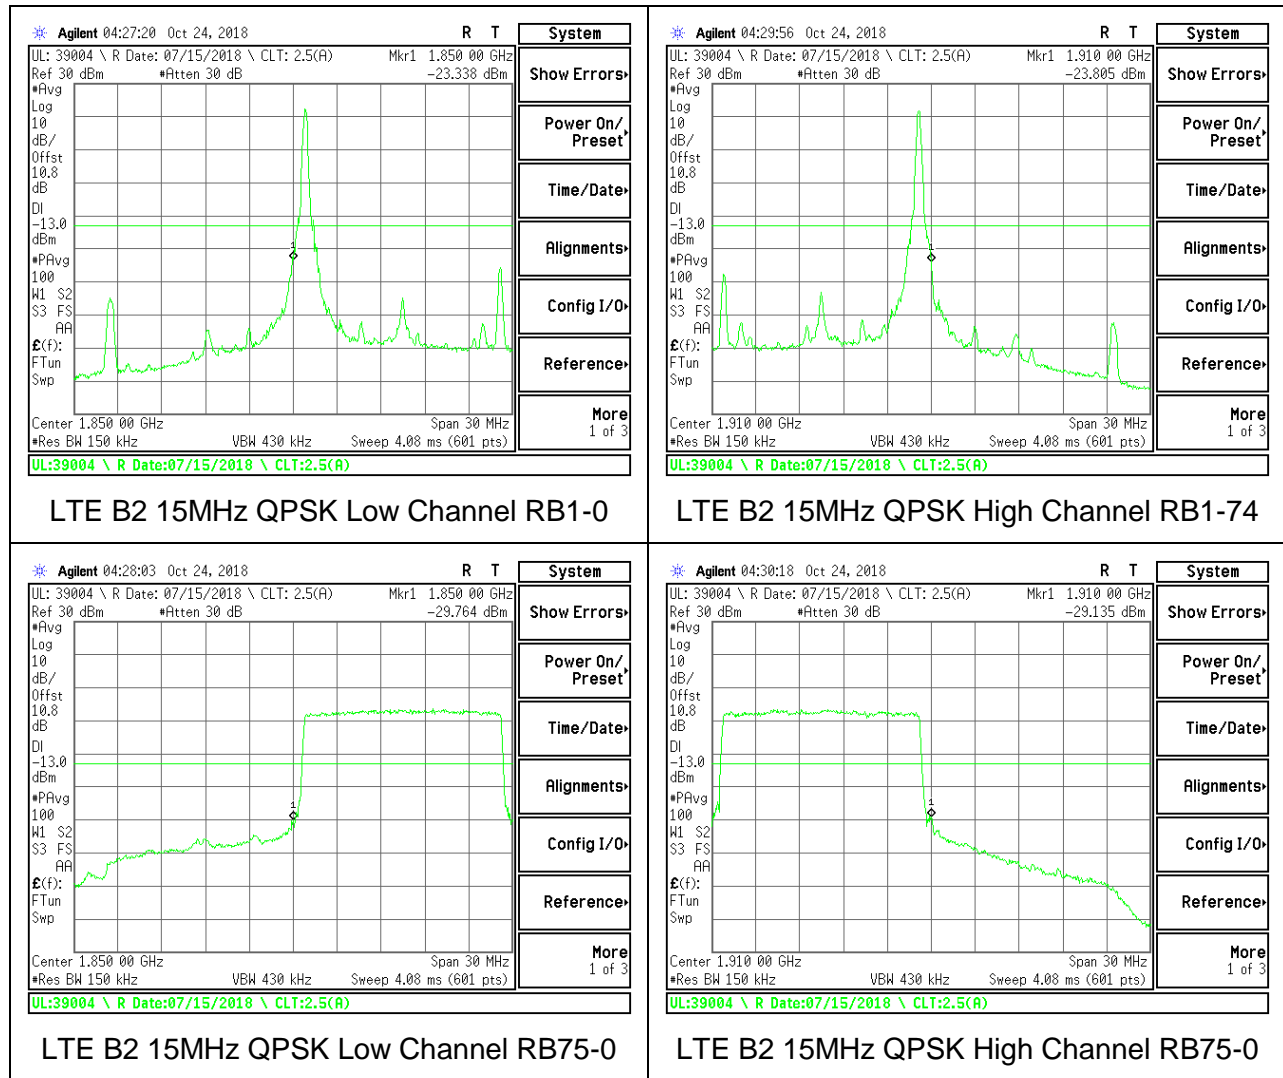 Agilent 04:27:20 Oct 24, 2018 R T
UL: 39004 \ R Date: 07/15/2018 \ CLT: 2.5(A) Mkr1 1.850 00 GHz
Ref 30 dBm #Atten 30 dB -23.338 dBm
#Avg
Log
10
dB/
Offst
10.8
dB
DI
-13.0
dBm
#PAvg
100
W1 S2
S3 FS
AA
£(f):
FTun
Swp
1
Center 1.850 00 GHz Span 30 MHz
#Res BW 150 kHz VBW 430 kHz Sweep 4.08 ms (601 pts)
UL:39004 \ R Date:07/15/2018 \ CLT:2.5(A)
System
Show Errors
Power On/
Preset
Time/Date
Alignments
Config I/O
Reference
More
1 of 3
LTE B2 15MHz QPSK Low Channel RB1-0
Agilent 04:29:56 Oct 24, 2018 R T
UL: 39004 \ R Date: 07/15/2018 \ CLT: 2.5(A) Mkr1 1.910 00 GHz
Ref 30 dBm #Atten 30 dB -23.805 dBm
#Avg
Log
10
dB/
Offst
10.8
dB
DI
-13.0
dBm
#PAvg
100
W1 S2
S3 FS
AA
£(f):
FTun
Swp
1
Center 1.910 00 GHz Span 30 MHz
#Res BW 150 kHz VBW 430 kHz Sweep 4.08 ms (601 pts)
UL:39004 \ R Date:07/15/2018 \ CLT:2.5(A)
System
Show Errors
Power On/
Preset
Time/Date
Alignments
Config I/O
Reference
More
1 of 3
LTE B2 15MHz QPSK High Channel RB1-74
Agilent 04:28:03 Oct 24, 2018 R T
UL: 39004 \ R Date: 07/15/2018 \ CLT: 2.5(A) Mkr1 1.850 00 GHz
Ref 30 dBm #Atten 30 dB -29.764 dBm
#Avg
Log
10
dB/
Offst
10.8
dB
DI
-13.0
dBm
#PAvg
100
W1 S2
S3 FS
AA
£(f):
FTun
Swp
1
Center 1.850 00 GHz Span 30 MHz
#Res BW 150 kHz VBW 430 kHz Sweep 4.08 ms (601 pts)
UL:39004 \ R Date:07/15/2018 \ CLT:2.5(A)
System
Show Errors
Power On/
Preset
Time/Date
Alignments
Config I/O
Reference
More
1 of 3
LTE B2 15MHz QPSK Low Channel RB75-0
Agilent 04:30:18 Oct 24, 2018 R T
UL: 39004 \ R Date: 07/15/2018 \ CLT: 2.5(A) Mkr1 1.910 00 GHz
Ref 30 dBm #Atten 30 dB -29.135 dBm
#Avg
Log
10
dB/
Offst
10.8
dB
DI
-13.0
dBm
#PAvg
100
W1 S2
S3 FS
AA
£(f):
FTun
Swp
1
Center 1.910 00 GHz Span 30 MHz
#Res BW 150 kHz VBW 430 kHz Sweep 4.08 ms (601 pts)
UL:39004 \ R Date:07/15/2018 \ CLT:2.5(A)
System
Show Errors
Power On/
Preset
Time/Date
Alignments
Config I/O
Reference
More
1 of 3
LTE B2 15MHz QPSK High Channel RB75-0